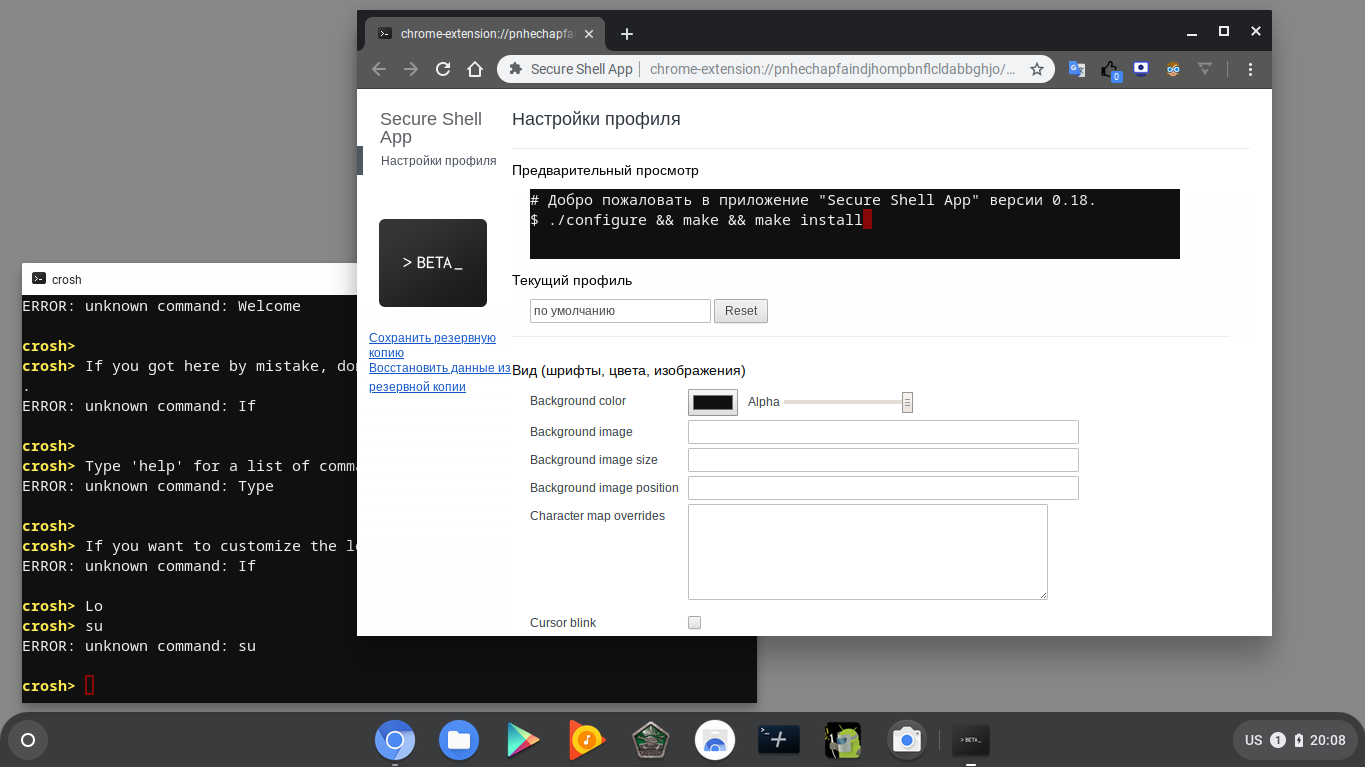 chrome-extension://pnhechapfai
Secure Shell App
chrome-extension://pnhechapfaindjhompbnflcldabbghjo/…
0
Secure Shell
App
Настройки профиля
> BETA_
Сохранить резервную
копию
Восстановить данные из
резервной копии
Настройки профиля
Предварительный просмотр
# Добро пожаловать в приложение "Secure Shell App" версии 0.18.
$ ./configure && make && make install
Текущий профиль
по умолчанию
Reset
Вид (шрифты, цвета, изображения)
Background color
Alpha
Background image
Background image size
Background image position
Character map overrides
Cursor blink
crosh
ERROR: unknown command: Welcome
crosh>
crosh> If you got here by mistake, don
.
ERROR: unknown command: If
crosh>
crosh> Type 'help' for a list of comma
ERROR: unknown command: Type
crosh>
crosh> If you want to customize the lo
ERROR: unknown command: If
crosh> Lo
crosh> su
ERROR: unknown command: su
crosh>
> BETA_
US 1 20:08